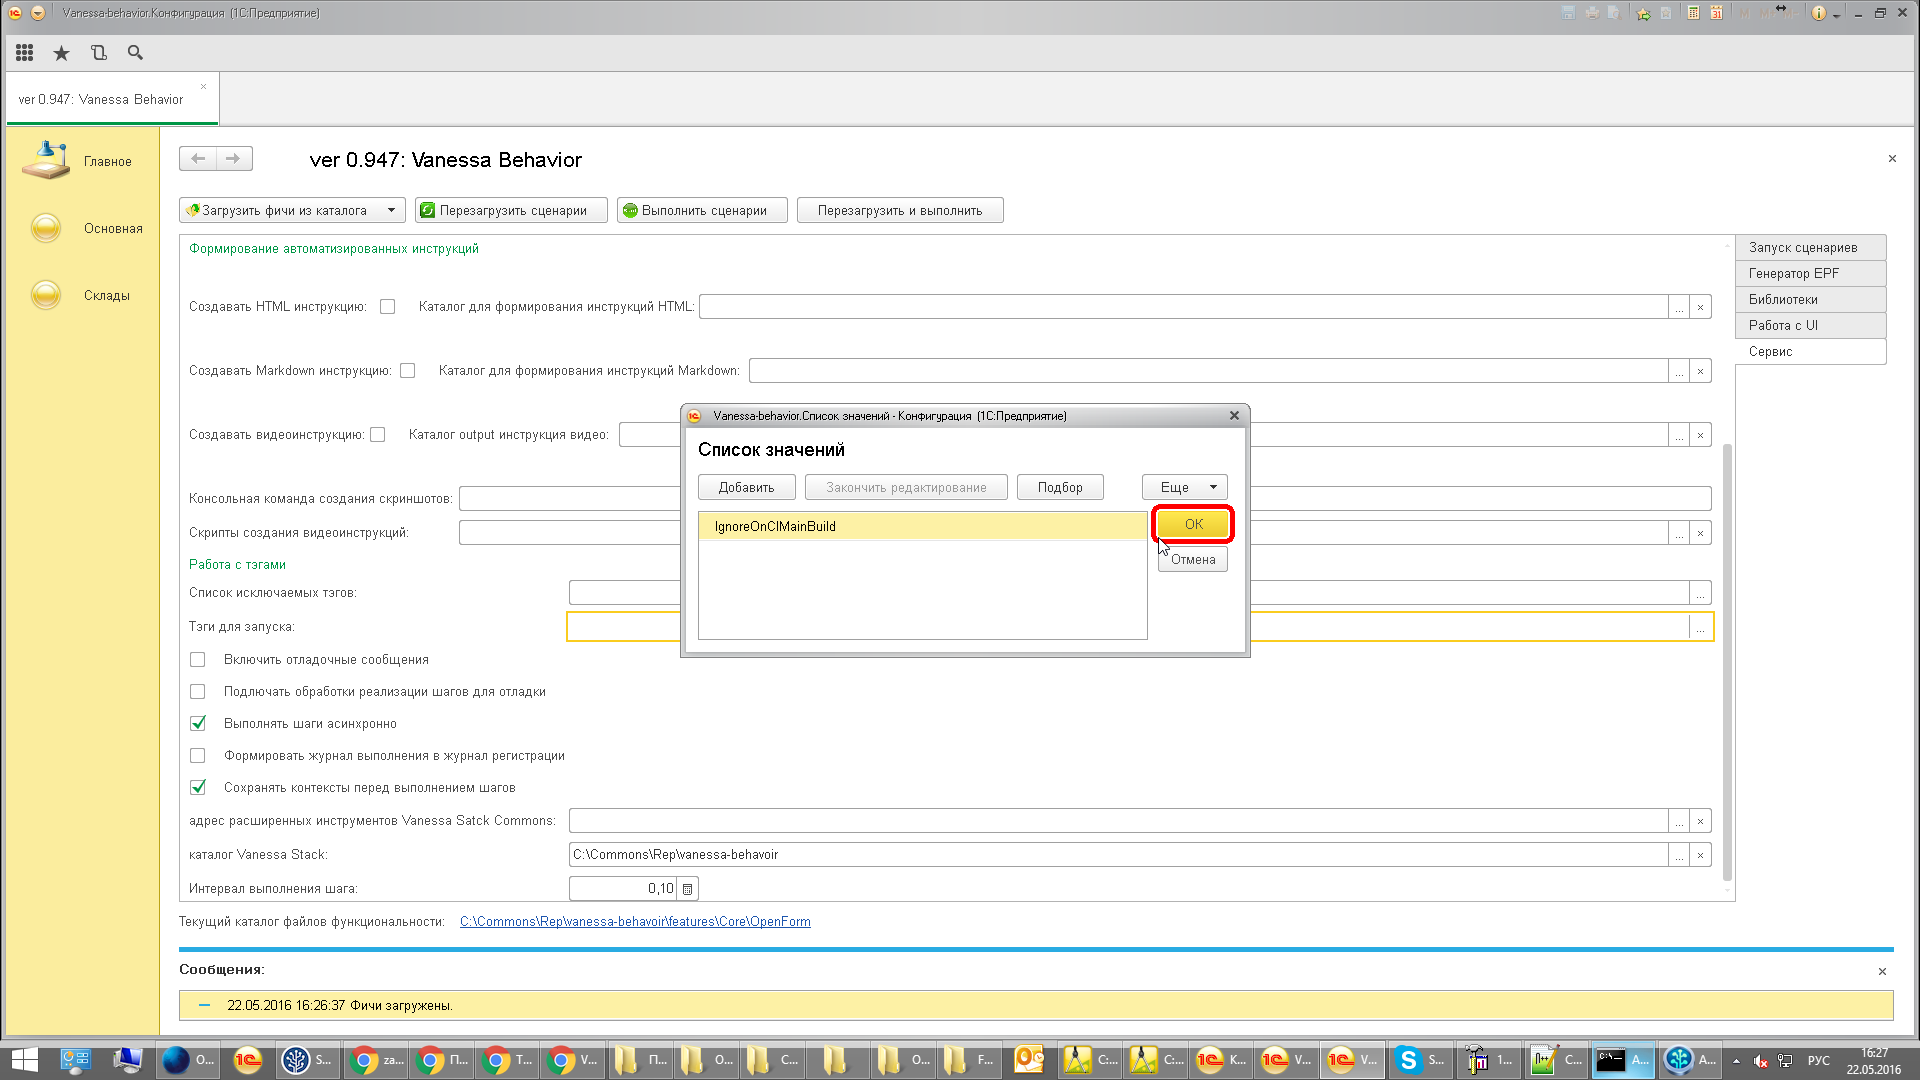 Vanessa-behavior.Конфигурация (1С:Предприятие)
ver 0.947: Vanessa Behavior
Главное
Основная
Склады
ver 0.947: Vanessa Behavior
Загрузить фичи из каталога
Перезагрузить сценарии
Выполнить сценарии
Перезагрузить и выполнить
Формирование автоматизированных инструкций
Создавать HTML инструкцию:
Каталог для формирования инструкций HTML:
Создавать Markdown инструкцию:
Каталог для формирования инструкций Markdown:
Создавать видеоинструкцию:
Каталог output инструкция видео:
Консольная команда создания скриншотов:
Скрипты создания видеоинструкций:
Работа с тэгами
Список исключаемых тэгов:
Тэги для запуска:
Включить отладочные сообщения
Подлючать обработки реализации шагов для отладки
Выполнять шаги асинхронно
Формировать журнал выполнения в журнал регистрации
Сохранять контексты перед выполнением шагов
адрес расширенных инструментов Vanessa Satck Commons:
каталог Vanessa Stack:
C:\Commons\Rep\vanessa-behavoir
Интервал выполнения шага:
0,10
Текущий каталог файлов функциональности:
C:\Commons\Rep\vanessa-behavoir\features\Core\OpenForm
Запуск сценариев
Генератор EPF
Библиотеки
Работа с UI
Сервис
Vanessa-behavior.Список значений - Конфигурация (1С:Предприятие)
Список значений
Добавить
Закончить редактирование
Подбор
Еще
IgnoreOnCIMainBuild
ОК
Отмена
Сообщения:
22.05.2016 16:26:37 Фичи загружены.
O...
S...
za...
П...
T...
V...
П...
O...
C...
O...
F...
C:...
C:...
K...
V...
V...
S...
1...
C...
A...
A...
РУС
16:27
22.05.2016